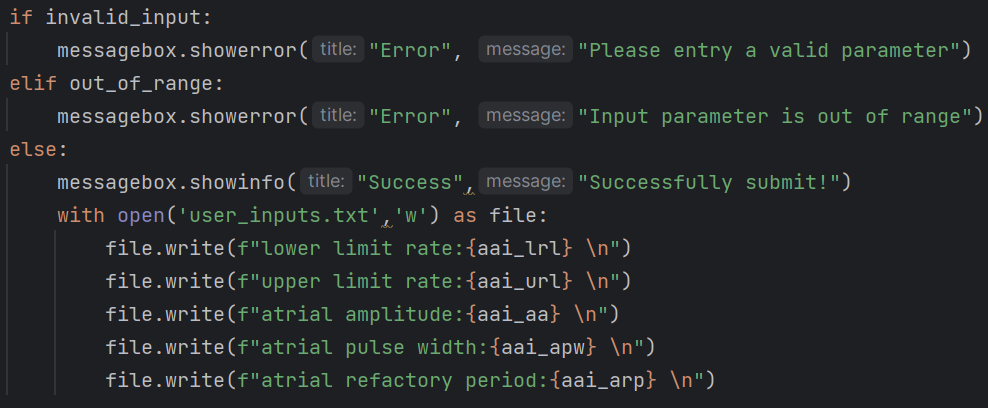 if invalid_input:
    messagebox.showerror( title: "Error", message: "Please entry a valid parameter")
elif out_of_range:
    messagebox.showerror( title: "Error", message: "Input parameter is out of range")
else:
    messagebox.showinfo( title: "Success", message: "Successfully submit!")
    with open('user_inputs.txt','w') as file:
        file.write(f"lower limit rate:{aai_lrl} \n")
        file.write(f"upper limit rate:{aai_url} \n")
        file.write(f"atrial amplitude:{aai_aa} \n")
        file.write(f"atrial pulse width:{aai_apw} \n")
        file.write(f"atrial refactory period:{aai_arp} \n")